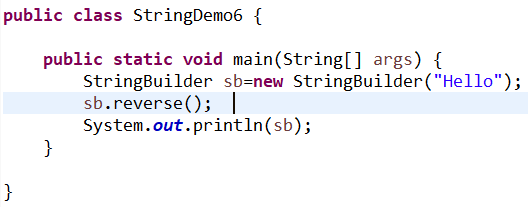 public class StringDemo6 {
public static void main(String[] args) {
StringBuilder sb=new StringBuilder("Hello");
sb.reverse();
System.out.println(sb);
}
}